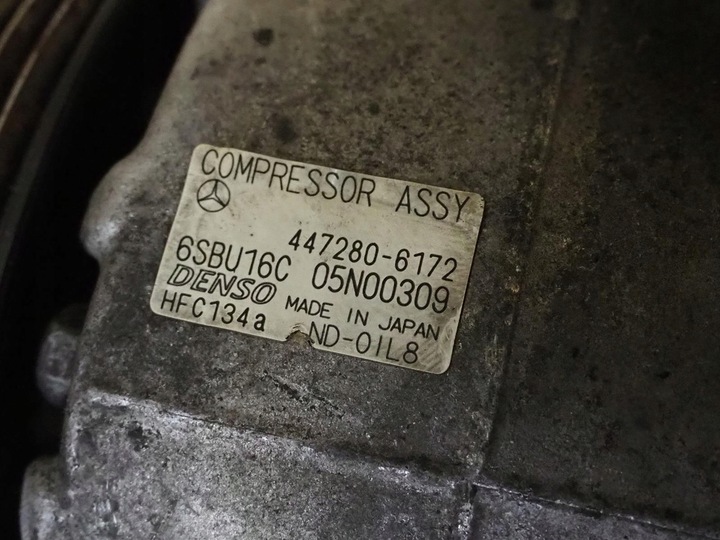 COMPRESSOR ASSY
447280-6172
6SBU16C 05N00309
DENSO MADE IN JAPAN
HFC134a ND-OIL8